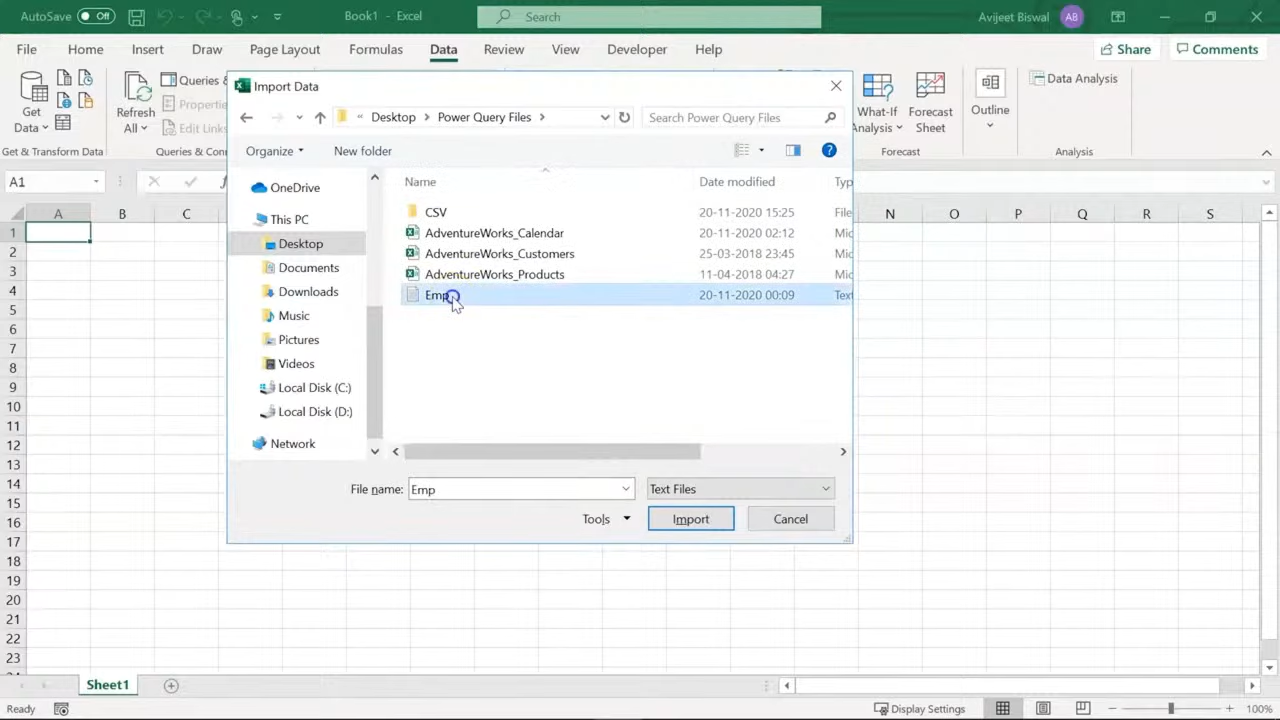 AutoSave Off Book1 - Excel Search Avijeet Biswal AB
File Home Insert Draw Page Layout Formulas Data Review View Developer Help Share Comments
Get Data
Refresh All
Queries &
Properties
Edit Links
What-If Analysis
Forecast Sheet
Outline
Data Analysis
Get & Transform Data Queries & Con Forecast Analysis
Import Data
« Desktop Power Query Files Search Power Query Files
Organize New folder
Name Date modified Typ
OneDrive
This PC
Desktop
Documents
Downloads
Music
Pictures
Videos
Local Disk (C:)
Local Disk (D:)
Network
CSV 20-11-2020 15:25 File
AdventureWorks_Calendar 20-11-2020 02:12 Mic
AdventureWorks_Customers 25-03-2018 23:45 Mic
AdventureWorks_Products 11-04-2018 04:27 Mic
Emp 20-11-2020 00:09 Text
File name: Emp Text Files
Tools Import Cancel
A1
A B C N O P Q R S
1
2
3
4
5
6
7
8
9
10
11
12
13
14
15
16
17
18
19
20
21
22
23
Sheet1
Ready Display Settings 100%